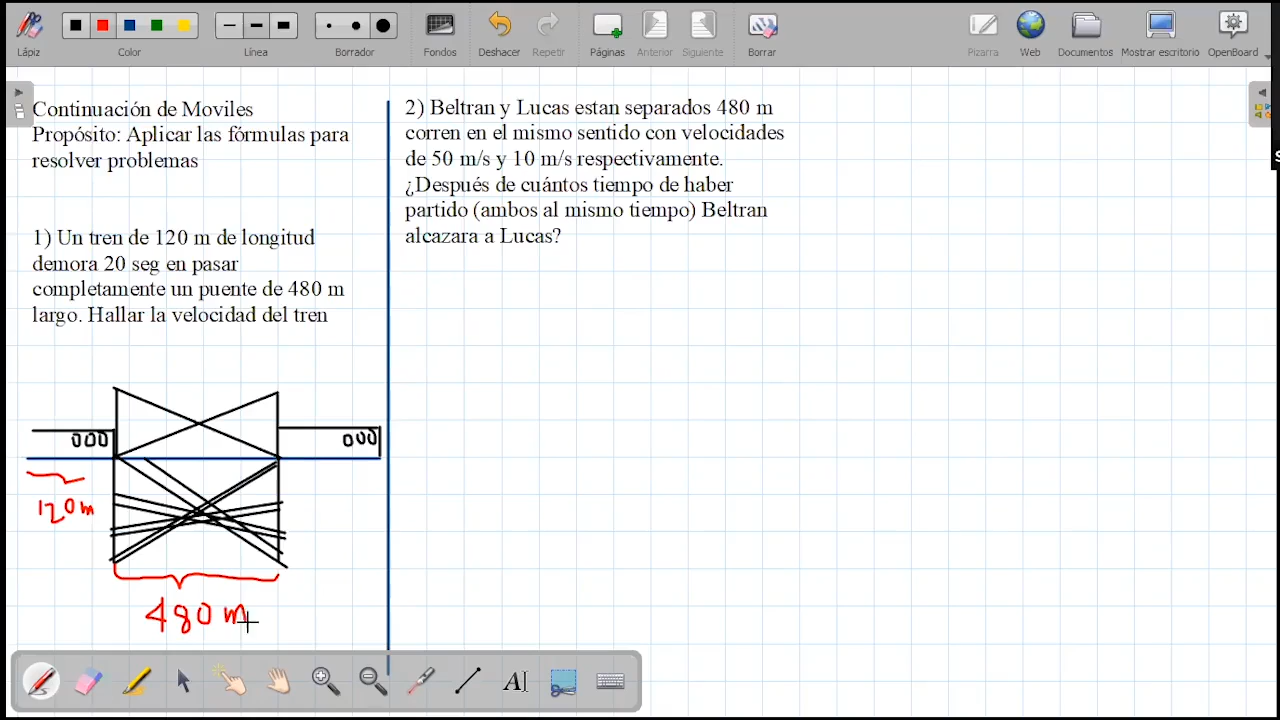 Lápiz
Color
Línea
Borrador
Fondos
Deshacer
Repetir
Páginas
Anterior
Siguiente
Borrar
Pizarra
Web
Documentos
Mostrar escritorio
OpenBoard
Continuación de Moviles
Propósito: Aplicar las fórmulas para
resolver problemas
1) Un tren de 120 m de longitud
demora 20 seg en pasar
completamente un puente de 480 m
largo. Hallar la velocidad del tren
120m
480 m
2) Beltran y Lucas estan separados 480 m
corren en el mismo sentido con velocidades
de 50 m/s y 10 m/s respectivamente.
¿Después de cuántos tiempo de haber
partido (ambos al mismo tiempo) Beltran
alcazara a Lucas?